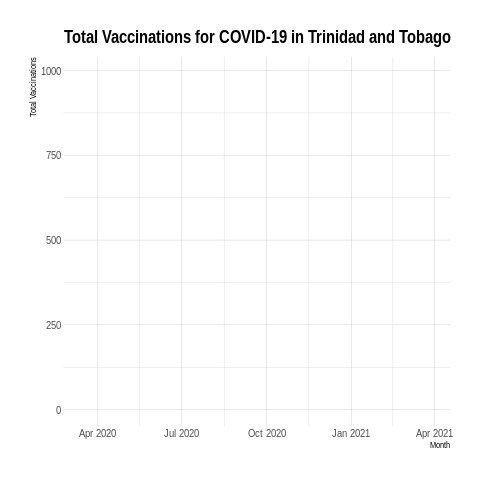 Total Vaccinations for COVID-19 in Trinidad and Tobago
Total Vaccinations
1000
750
500
250
0
Apr 2020 Jul 2020 Oct 2020 Jan 2021 Apr 2021
Month